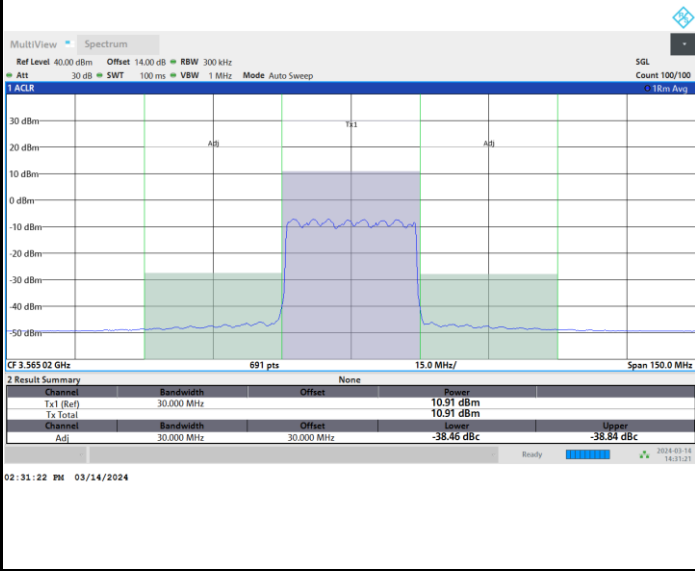 MultiView Spectrum
Ref Level 40.00 dBm Offset 14.00 dB RBW 300 kHz SGL
Att 30 dB SWT 100 ms VBW 1 MHz Mode Auto Sweep Count 100/100
1 ACLR 1Rm Avg
30 dBm
Tx1
20 dBm
Adj Adj
10 dBm
0 dBm
-10 dBm
-20 dBm
-30 dBm
-40 dBm
-50 dBm
CF 3.565 02 GHz 691 pts 15.0 MHz/ Span 150.0 MHz
2 Result Summary None
Channel Bandwidth Offset Power
Tx1 (Ref) 30.000 MHz 10.91 dBm
Tx Total 10.91 dBm
Channel Bandwidth Offset Lower Upper
Adj 30.000 MHz 30.000 MHz -38.46 dBc -38.84 dBc
Ready 2024-03-14
14:31:21
02:31:22 PM 03/14/2024